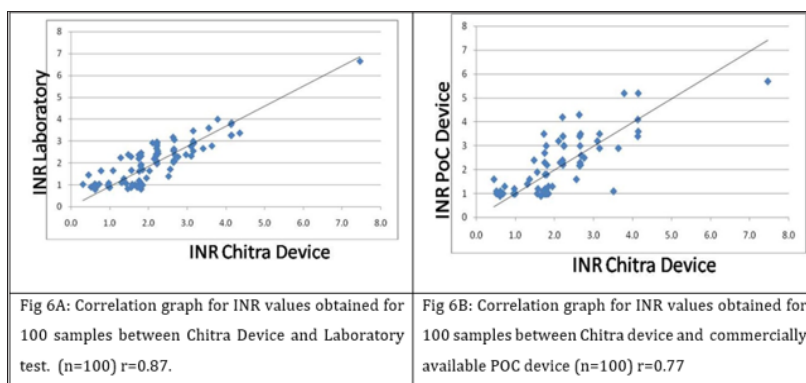 8
7
6
5
4
3
2
1
0
INR Laboratory
0.0 1.0 2.0 3.0 4.0 5.0 6.0 7.0 8.0
INR Chitra Device
8
7
6
5
4
3
2
1
0
INR PoC Device
0.0 1.0 2.0 3.0 4.0 5.0 6.0 7.0 8.0
INR Chitra Device
Fig 6A: Correlation graph for INR values obtained for
100 samples between Chitra Device and Laboratory
test. (n=100) r=0.87.
Fig 6B: Correlation graph for INR values obtained for
100 samples between Chitra device and commercially
available POC device (n=100) r=0.77